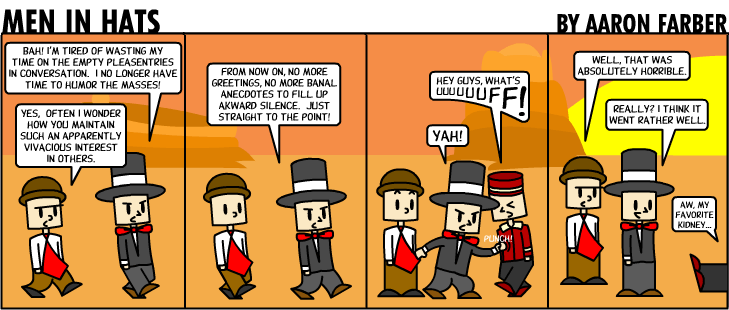 MEN IN HATS
BY AARON FARBER
BAH! I'M TIRED OF WASTING MY
TIME ON THE EMPTY PLEASENTRIES
IN CONVERSATION. I NO LONGER HAVE
TIME TO HUMOR THE MASSES!
YES, OFTEN I WONDER
HOW YOU MAINTAIN
SUCH AN APPARENTLY
VIVACIOUS INTEREST
IN OTHERS.
FROM NOW ON, NO MORE
GREETINGS, NO MORE BANAL
ANECDOTES TO FILL UP
AKWARD SILENCE. JUST
STRAIGHT TO THE POINT!
HEY GUYS, WHAT'S
UUUUUUFF!
YAH!
PUNCH!
WELL, THAT WAS
ABSOLUTELY HORRIBLE.
REALLY? I THINK IT
WENT RATHER WELL.
AW, MY
FAVORITE
KIDNEY...